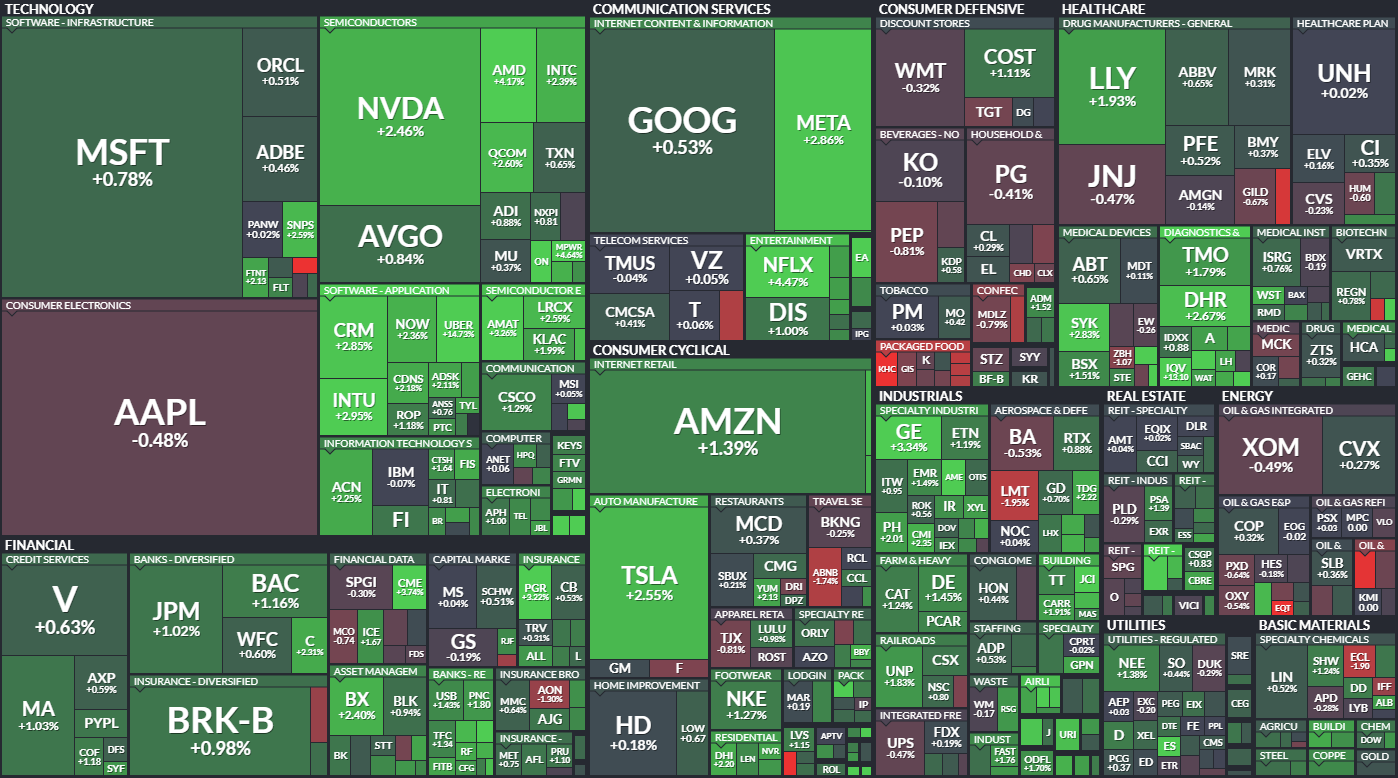 TECHNOLOGY
SOFTWARE - INFRASTRUCTURE
MSFT
+0.78%
ORCL
+0.51%
ADBE
+0.46%
PANW
+0.02%
SNPS
+2.59%
FTNT
+2.13
FLT
SEMICONDUCTORS
NVDA
+2.46%
AVGO
+0.84%
AMD
+4.17%
INTC
+2.39%
QCOM
+2.60%
TXN
+0.65%
ADI
+0.88%
NXPI
+0.81
MU
+0.37%
ON
MPWR
+4.64%
CONSUMER ELECTRONICS
AAPL
-0.48%
SOFTWARE - APPLICATION
CRM
+2.85%
NOW
+2.36%
UBER
+14.73%
INTU
+2.95%
CDNS
+2.18%
ADSK
+2.11%
ROP
+1.18%
ANSS
+0.76
TYL
PTC
SEMICONDUCTOR E
AMAT
+3.26%
LRCX
+2.59%
KLAC
+1.99%
COMMUNICATION
CSCO
+1.29%
MSI
+0.05%
INFORMATION TECHNOLOGY S
ACN
+2.25%
IBM
-0.07%
FI
CTSH
+1.64
FIS
IT
+0.81
BR
COMPUTER
ANET
+0.06
HPQ
ELECTRONI
APH
+1.00
TEL
JBL
KEYS
FTV
GRMN
COMMUNICATION SERVICES
INTERNET CONTENT & INFORMATION
GOOG
+0.53%
META
+2.86%
TELECOM SERVICES
TMUS
-0.04%
VZ
+0.05%
CMCSA
+0.41%
T
+0.06%
ENTERTAINMENT
NFLX
+4.47%
DIS
+1.00%
EA
IPG
CONSUMER CYCLICAL
INTERNET RETAIL
AMZN
+1.39%
AUTO MANUFACTURE
TSLA
+2.55%
GM
F
RESTAURANTS
MCD
+0.37%
SBUX
+0.21%
CMG
YUM
+2.13
DRI
DPZ
TRAVEL SE
BKNG
-0.25%
ABNB
-1.74%
RCL
CCL
APPAREL RETA
TJX
-0.81%
LULU
+0.98%
ROST
SPECIALTY RE
ORLY
AZO
BBY
HOME IMPROVEMENT
HD
+0.18%
LOW
+0.67
FOOTWEAR
NKE
+1.27%
RESIDENTIAL
DHI
+2.20
LEN
NVR
LODGIN
MAR
+0.19
PACK
IP
LVS
+1.15
APTV
ROL
CONSUMER DEFENSIVE
DISCOUNT STORES
WMT
-0.32%
COST
+1.11%
TGT
DG
BEVERAGES - NO
KO
-0.10%
PEP
-0.81%
KDP
+0.58
HOUSEHOLD &
PG
-0.41%
CL
+0.29%
EL
CHD
CLX
TOBACCO
PM
+0.03%
MO
+0.42
CONFEC
MDLZ
-0.79%
ADM
+1.52
PACKAGED FOOD
KHC
GIS
K
STZ
SYY
BF-B
KR
HEALTHCARE
DRUG MANUFACTURERS - GENERAL
LLY
+1.93%
JNJ
-0.47%
ABBV
+0.65%
MRK
+0.31%
PFE
+0.52%
BMY
+0.37%
AMGN
-0.14%
GILD
-0.67%
HEALTHCARE PLAN
UNH
+0.02%
ELV
+0.16%
CI
+0.35%
CVS
-0.23%
HUM
-0.60
MEDICAL DEVICES
ABT
+0.65%
MDT
+0.11%
SYK
+2.83%
EW
-0.26
BSX
+1.51%
ZBH
-1.07
STE
DIAGNOSTICS &
TMO
+1.79%
DHR
+2.67%
IDXX
+0.88
A
IQV
+13.10
LH
WAT
MEDICAL INST
ISRG
+0.76%
BDX
-0.19
WST
BAX
RMD
BIOTECHN
VRTX
REGN
+0.78%
MEDIC
MCK
COR
+0.17
DRUG
ZTS
+0.32%
MEDICAL
HCA
GEHC
FINANCIAL
CREDIT SERVICES
V
+0.63%
MA
+1.03%
AXP
+0.59%
PYPL
COF
+1.18
DFS
SYF
BANKS - DIVERSIFIED
JPM
+1.02%
BAC
+1.16%
WFC
+0.60%
C
+2.31%
INSURANCE - DIVERSIFIED
BRK-B
+0.98%
FINANCIAL DATA
SPGI
-0.30%
CME
+3.74%
MCO
-0.74
ICE
+1.67
FDS
CAPITAL MARKE
MS
+0.04%
SCHW
+0.51%
GS
-0.19%
RJF
INSURANCE
PGR
+3.22%
CB
+0.53%
TRV
+0.31%
ALL
L
ASSET MANAGEM
BX
+2.40%
BLK
+0.94%
BK
STT
BANKS - RE
USB
+1.43%
PNC
+1.80
TFC
+1.34
RF
FITB
CFG
INSURANCE BRO
MMC
+0.64%
AON
-1.30%
AJG
INSURANCE -
MET
+0.75
AFL
PRU
+1.10
INDUSTRIALS
SPECIALTY INDUSTRI
GE
+3.34%
ETN
+1.19%
ITW
+0.95
EMR
+1.49%
AME
OTIS
ROK
+0.56
IR
XYL
PH
+2.01
CMI
+2.35
DOV
IEX
AEROSPACE & DEFE
BA
-0.53%
RTX
+0.88%
LMT
-1.95%
GD
+0.70%
TDG
+2.22
NOC
+0.04%
LHX
FARM & HEAVY
CAT
+1.24%
DE
+1.45%
PCAR
CONGLOME
HON
+0.44%
BUILDING
TT
JCI
CARR
+1.91%
MAS
RAILROADS
UNP
+1.83%
CSX
NSC
+0.80
STAFFING
ADP
+0.53%
SPECIALTY
CPRT
-0.02%
GPN
WASTE
WM
-0.17
RSG
AIRLI
INTEGRATED FRE
UPS
-0.47%
FDX
+0.19%
INDUST
FAST
+1.76
J
URI
ODFL
+1.70%
REAL ESTATE
REIT - SPECIALTY
AMT
+0.04%
EQIX
+0.02%
DLR
SBAC
CCI
WY
REIT - INDUS
PLD
-0.29%
PSA
+1.39
EXR
REIT -
ESS
REIT -
SPG
O
REIT -
CSGP
+0.83
CBRE
VICI
ENERGY
OIL & GAS INTEGRATED
XOM
-0.49%
CVX
+0.27%
OIL & GAS E&P
COP
+0.32%
EOG
-0.02
PXD
-0.64%
HES
-0.18%
OXY
-0.54%
EQT
OIL & GAS REFI
PSX
+0.03
MPC
0.00
VLO
OIL &
SLB
+0.36%
OIL &
KMI
0.00
UTILITIES
UTILITIES - REGULATED
NEE
+1.38%
SO
+0.44%
DUK
-0.29%
AEP
+0.03
EXC
-0.20
PEG
EIX
D
XEL
DTE
FE
PPL
ES
CMS
PCG
+0.37
ED
ETR
SRE
CEG
BASIC MATERIALS
SPECIALTY CHEMICALS
LIN
+0.52%
SHW
+1.24%
ECL
-1.90
APD
-0.28%
DD
IFF
LYB
ALB
AGRICU
BUILDI
CHEM
DOW
STEEL
COPPE
GOLD